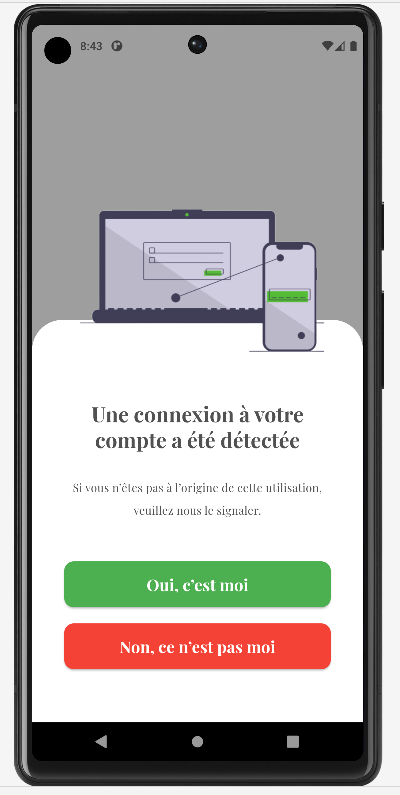 8:43
Une connexion à votre
compte a été détectée
Si vous n'êtes pas à l'origine de cette utilisation,
veuillez nous le signaler.
Oui, c'est moi
Non, ce n'est pas moi